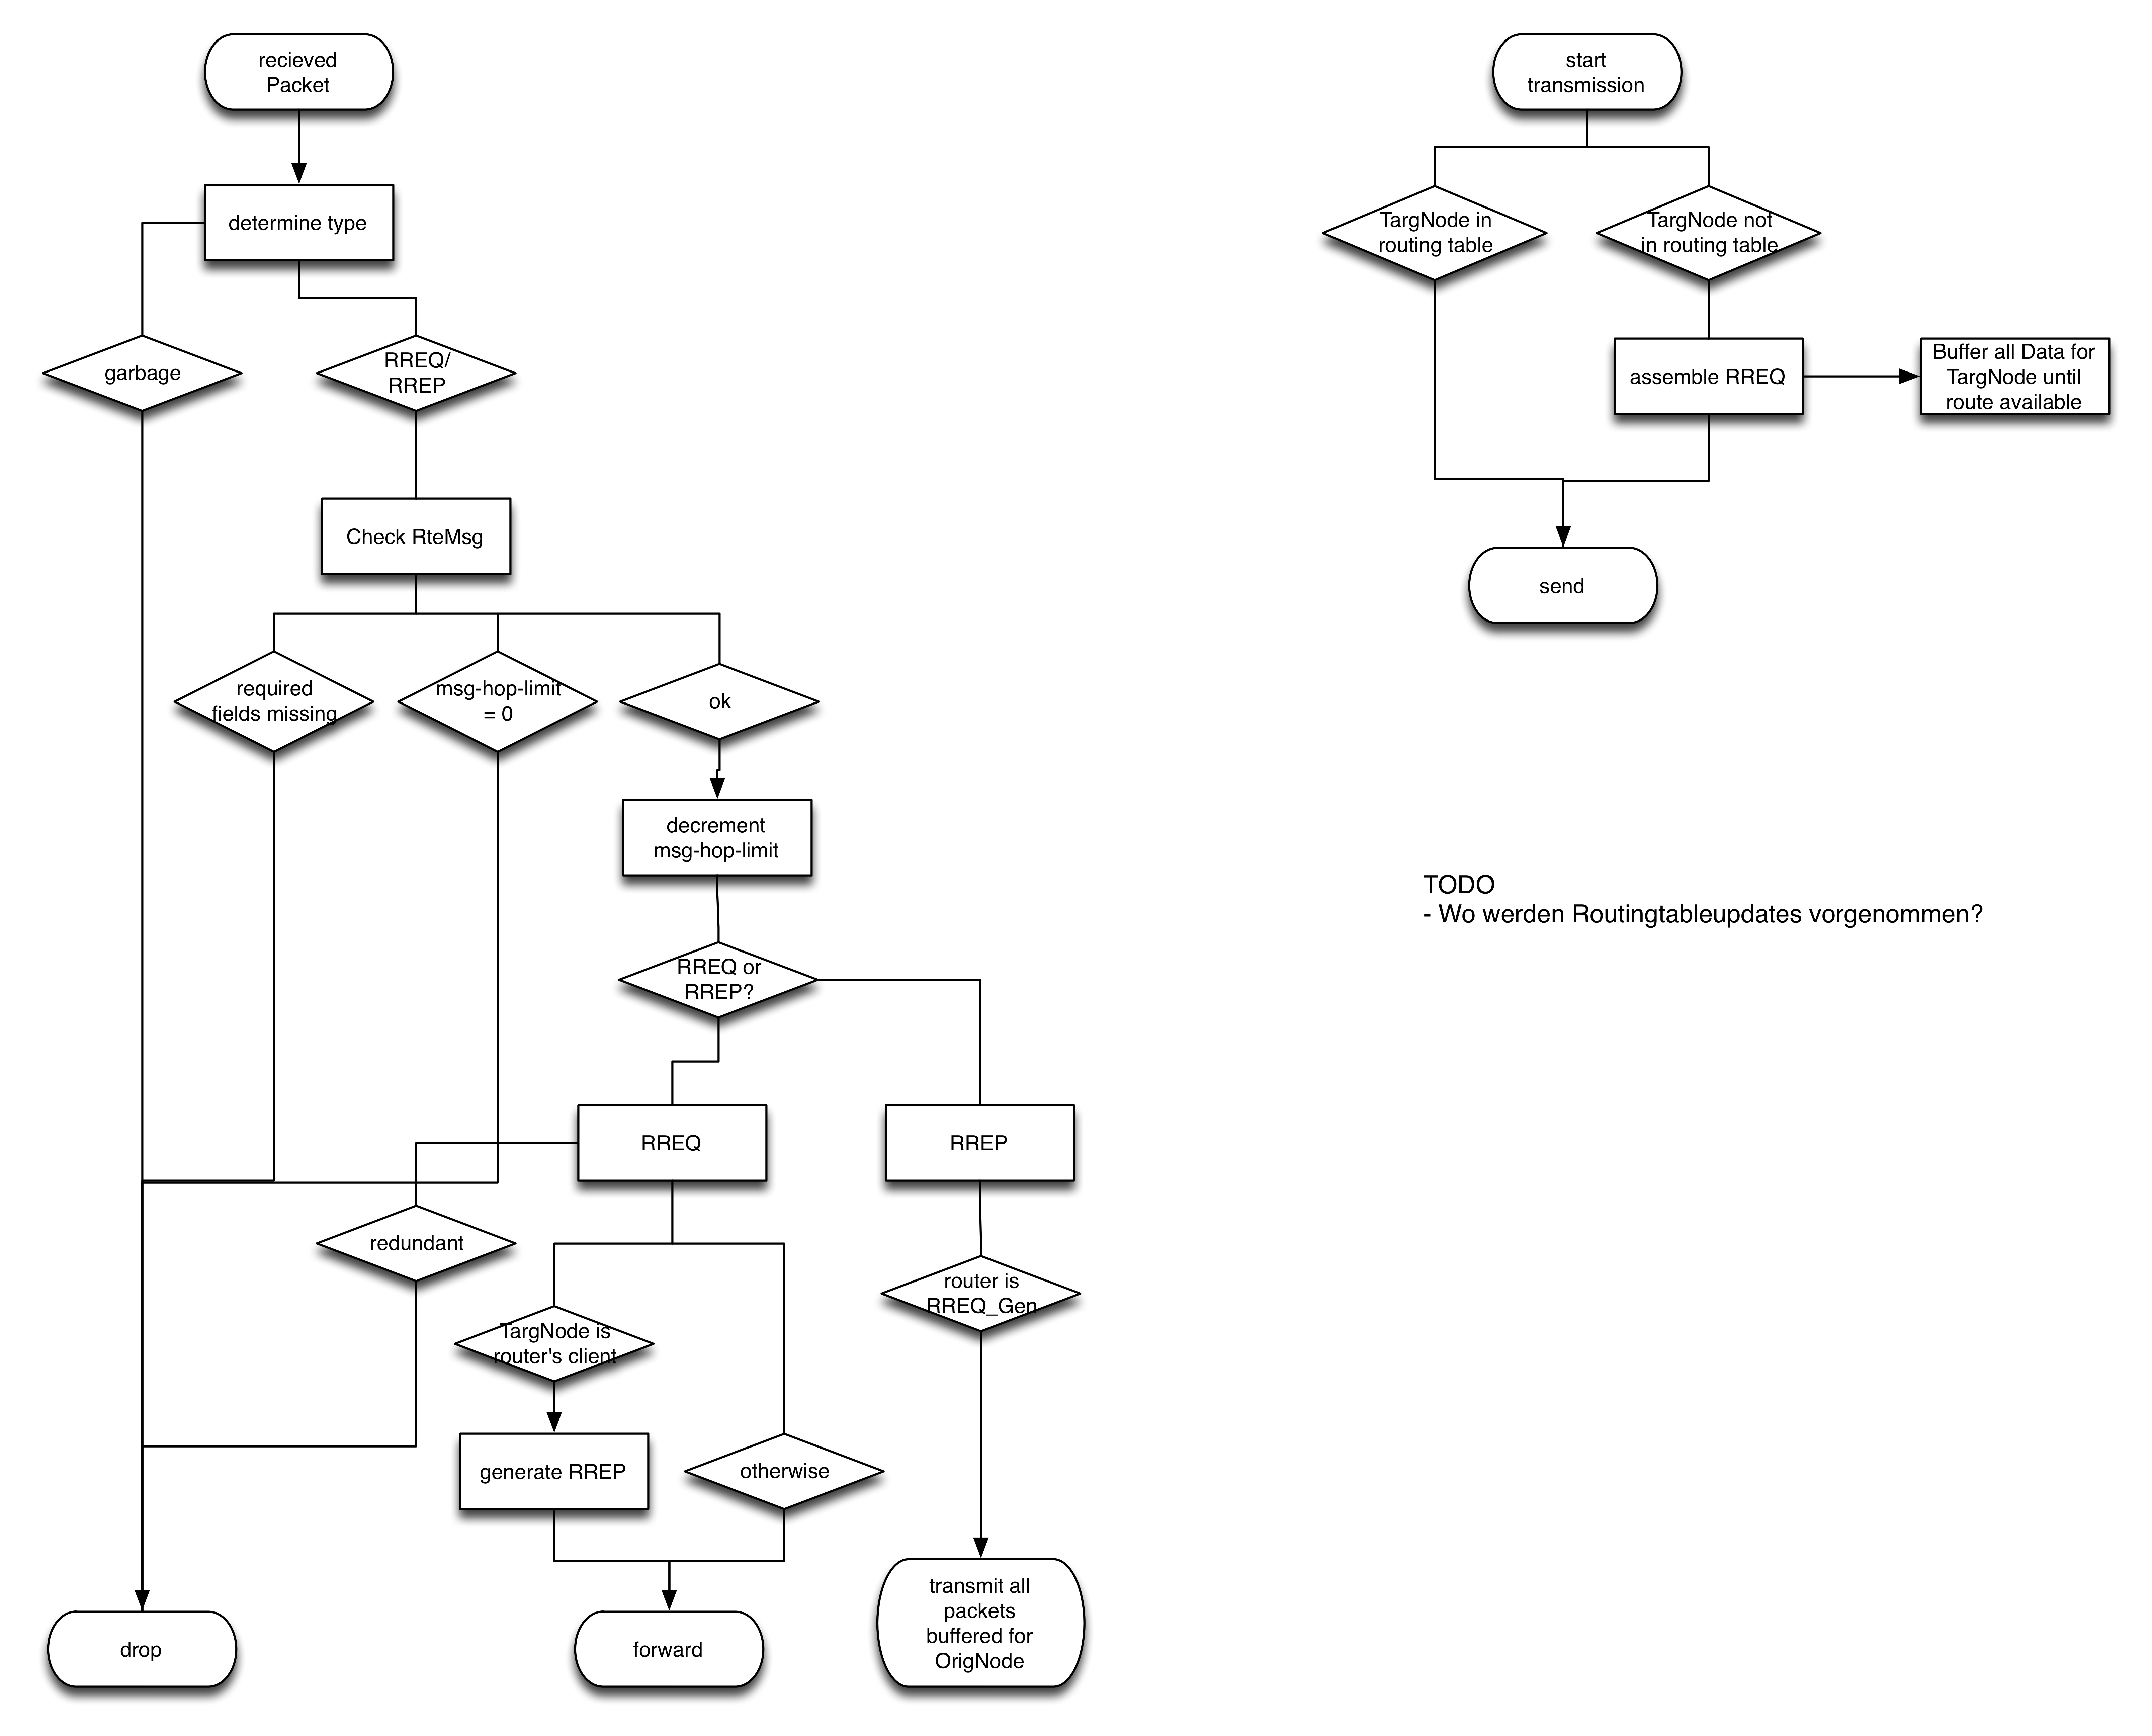 recieved
Packet
determine type
garbage
RREQ/
RREP
Check RteMsg
required
fields missing
msg-hop-limit
= 0
ok
decrement
msg-hop-limit
RREQ or
RREP?
RREQ
RREP
redundant
router is
RREQ_Gen
TargNode is
router's client
generate RREP
otherwise
transmit all
packets
buffered for
OrigNode
drop
forward
start
transmission
TargNode in
routing table
TargNode not
in routing table
assemble RREQ
Buffer all Data for
TargNode until
route available
send
TODO
- Wo werden Routingtableupdates vorgenommen?